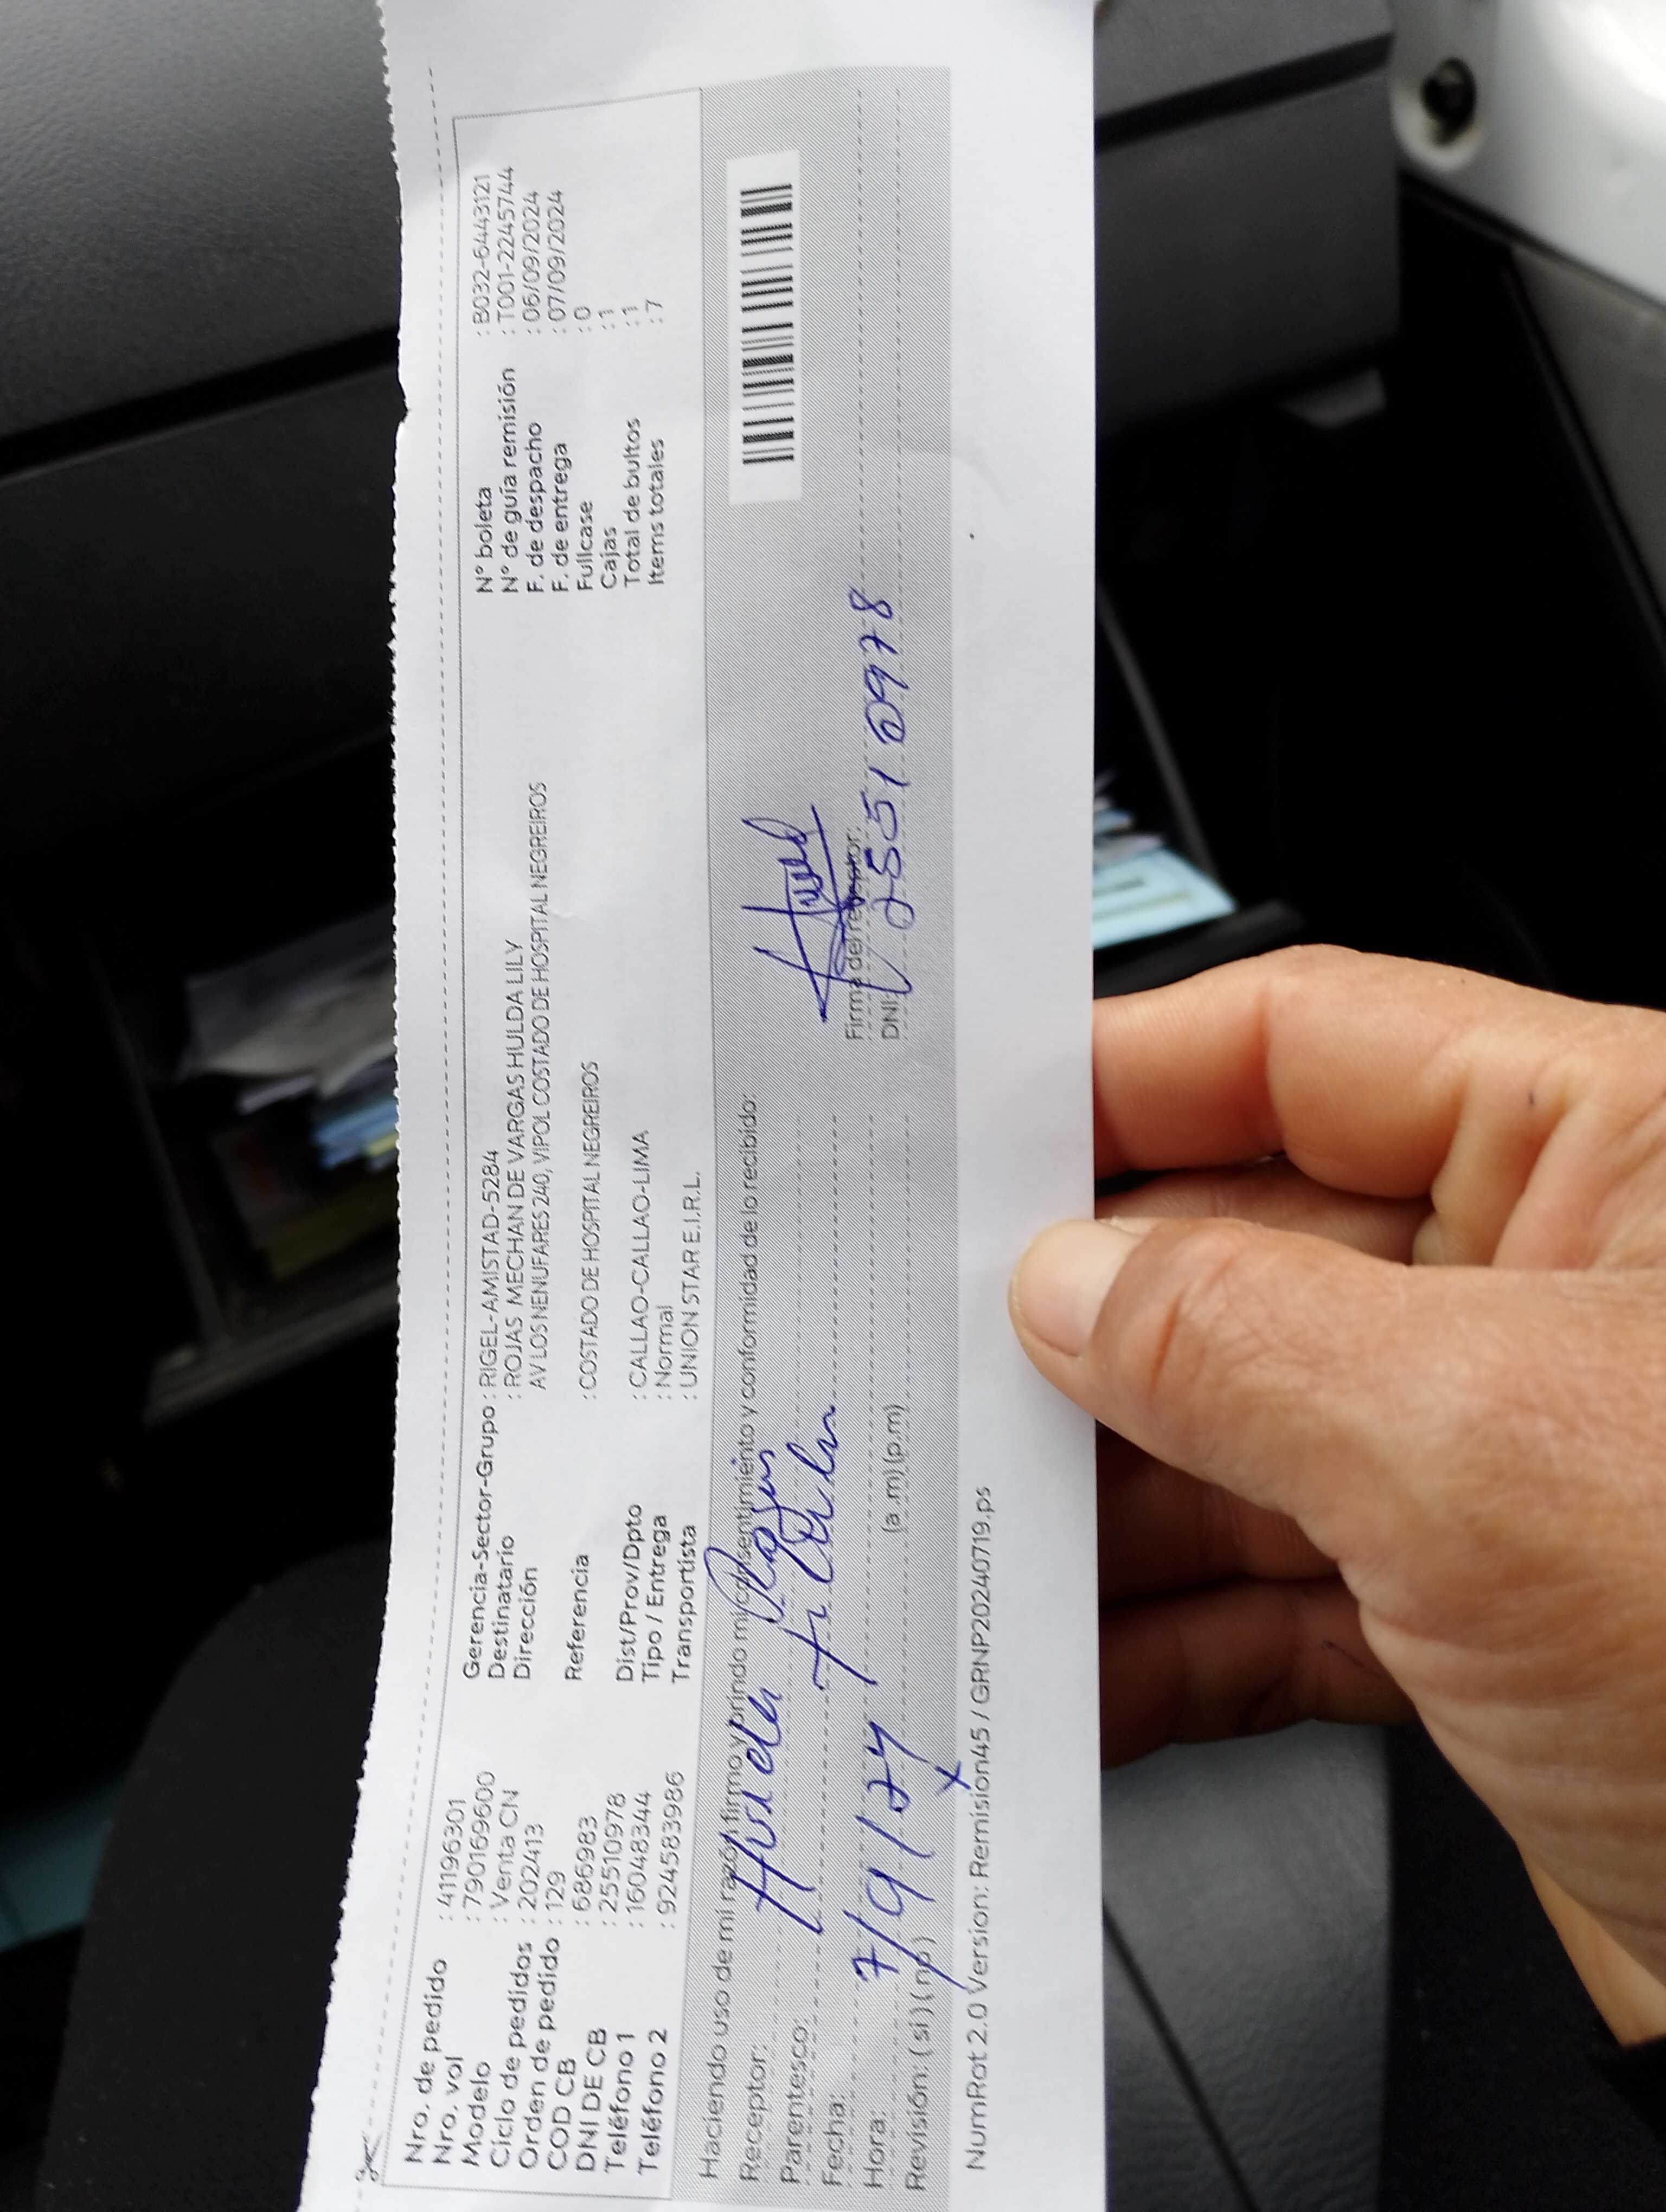 Nro. de pedido : 41196301
Nro. vol : 790169600
Modelo : Venta CN
Ciclo de pedidos : 202413
Orden de pedido : 129
COD CB : 686983
DNI DE CB : 25510978
Teléfono 1 : 16048344
Teléfono 2 : 924583986
Gerencia-Sector-Grupo : RIGEL-AMISTAD-5284
Destinatario : ROJAS MECHAN DE VARGAS HULDA LILY
Dirección AV LOS NENUFARES 240, VIPOL COSTADO DE HOSPITAL NEGREIROS
Referencia : COSTADO DE HOSPITAL NEGREIROS
Dist/Prov/Dpto : CALLAO-CALLAO-LIMA
Tipo / Entrega : Normal
Transportista : UNION STAR E.I.R.L.
N° boleta : B032-6443121
N° de guía remisión : T001-2245744
F. de despacho : 06/09/2024
F. de entrega : 07/09/2024
Fullcase : 0
Cajas : 1
Total de bultos : 1
Items totales : 7
Haciendo uso de mi razón firmo y brindo mi consentimiento y conformidad de lo recibido:
Receptor: Hulda Rojas
Parentesco: titular
Fecha: 7/9/24
Hora: (a.m) (p.m)
Revisión: (si) (no)
Firma de receptor:
DNI: 25510978
NumRot 2.0 Version: Remision45 / GRNP20240719.ps